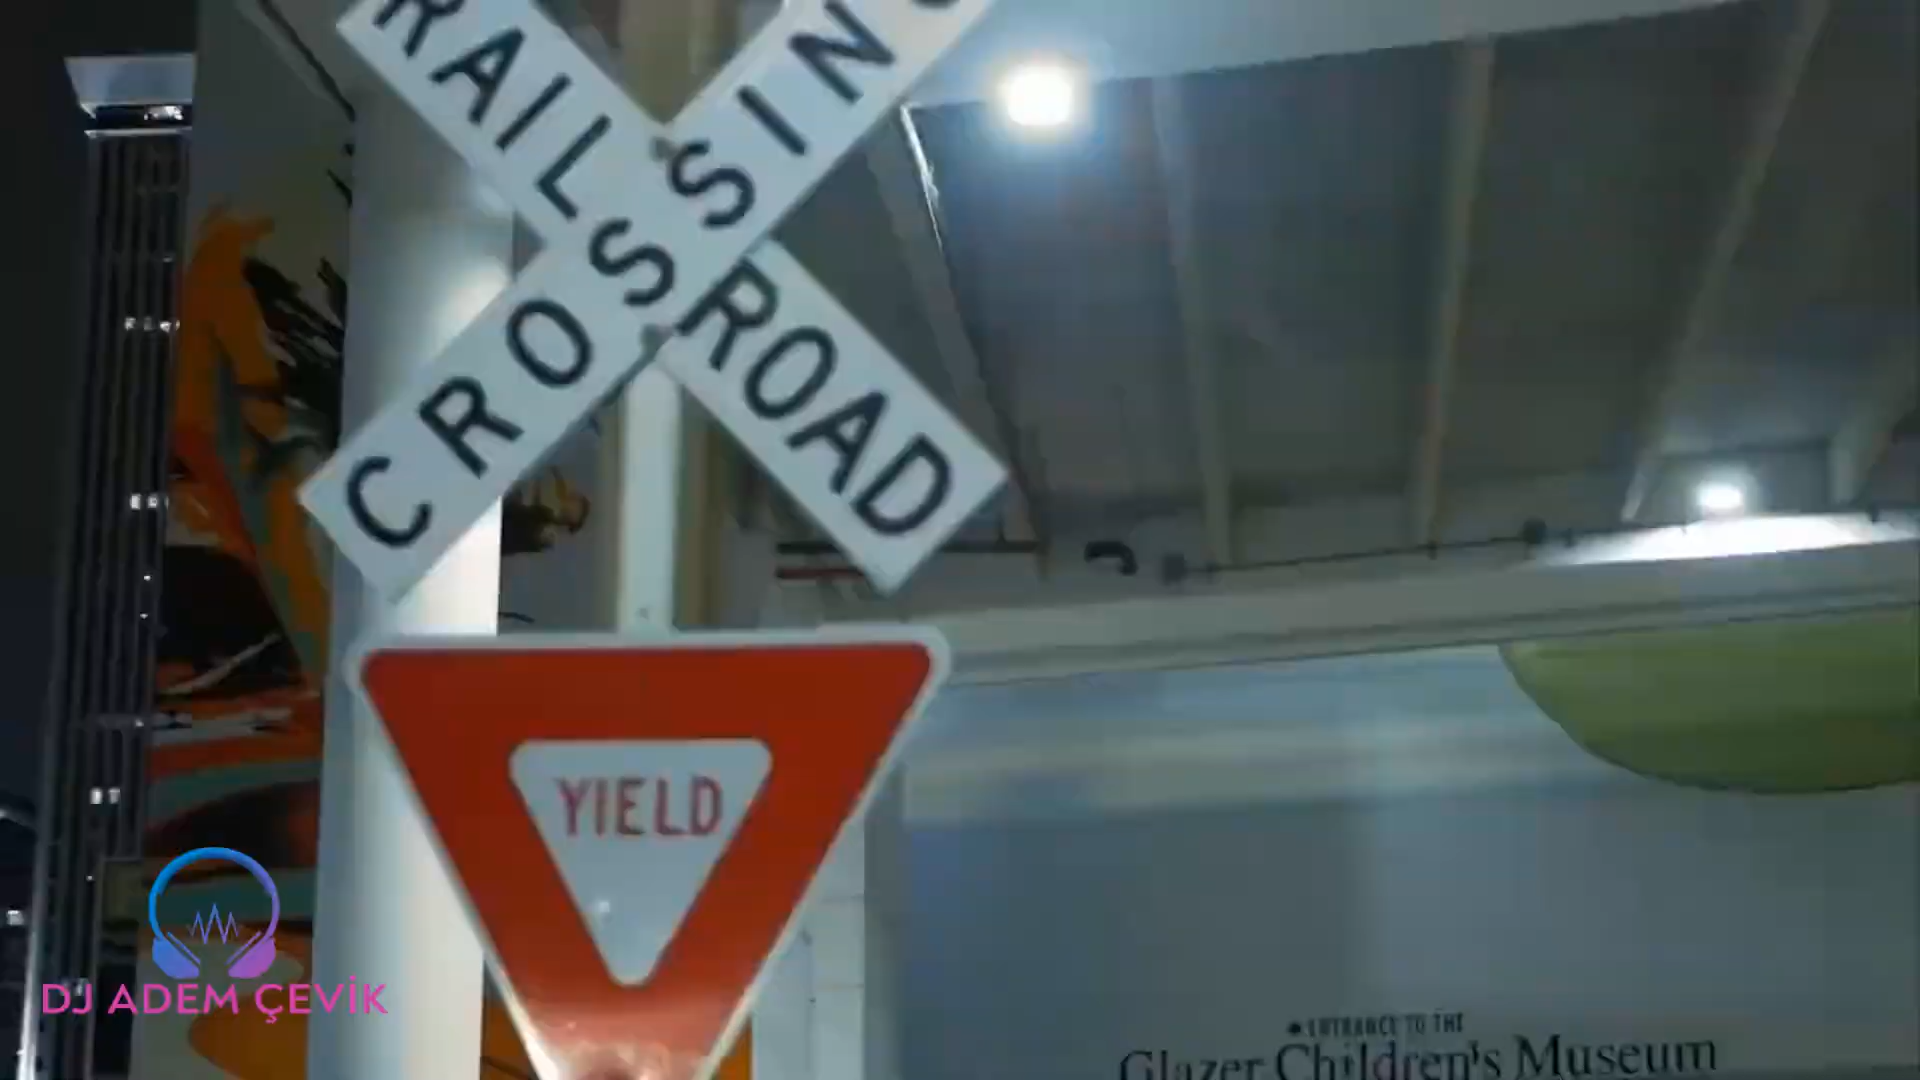 RAILROAD
CROSSING
YIELD
DJ ADEM ÇEVİK
ENTRANCE TO THE
Glazer Children's Museum